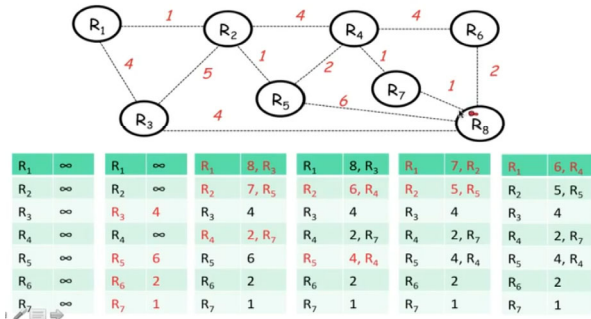 1 4 4
R1 R2 R4 R6
4 5 1 2 1 2
R5 R7 1
R3 4 6 R8
R1 ∞ R1 ∞ R1 8, R3 R1 8, R3 R1 7, R2 R1 6, R4
R2 ∞ R2 ∞ R2 7, R5 R2 6, R4 R2 5, R5 R2 5, R5
R3 ∞ R3 4 R3 4 R3 4 R3 4 R3 4
R4 ∞ R4 ∞ R4 2, R7 R4 2, R7 R4 2, R7 R4 2, R7
R5 ∞ R5 6 R5 6 R5 4, R4 R5 4, R4 R5 4, R4
R6 ∞ R6 2 R6 2 R6 2 R6 2 R6 2
R7 ∞ R7 1 R7 1 R7 1 R7 1 R7 1